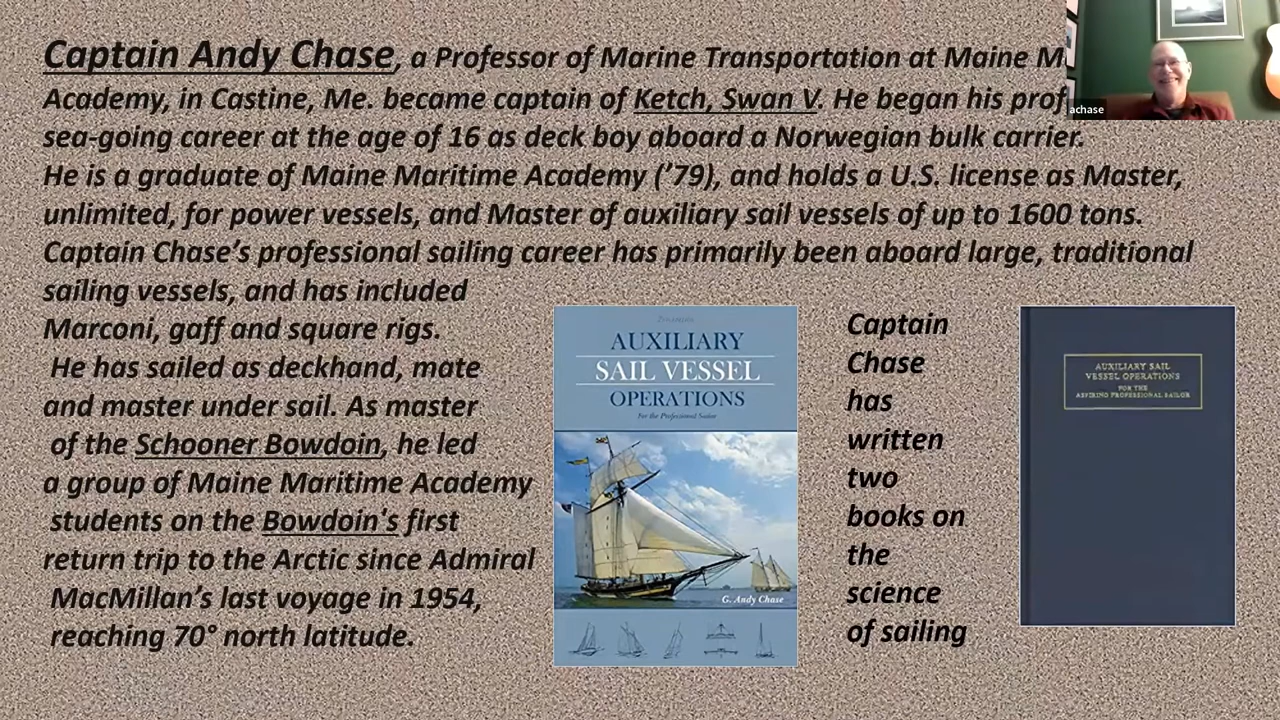 Captain Andy Chase, a Professor of Marine Transportation at Maine M
Academy, in Castine, Me. became captain of Ketch, Swan V. He began his prof
sea-going career at the age of 16 as deck boy aboard a Norwegian bulk carrier.
He is a graduate of Maine Maritime Academy (’79), and holds a U.S. license as Master,
unlimited, for power vessels, and Master of auxiliary sail vessels of up to 1600 tons.
Captain Chase’s professional sailing career has primarily been aboard large, traditional
sailing vessels, and has included
Marconi, gaff and square rigs.
He has sailed as deckhand, mate
and master under sail. As master
of the Schooner Bowdoin, he led
a group of Maine Maritime Academy
students on the Bowdoin's first
return trip to the Arctic since Admiral
MacMillan’s last voyage in 1954,
reaching 70° north latitude.
AUXILIARY
SAIL VESSEL
OPERATIONS
For the Professional Sailor
G. Andy Chase
Captain
Chase
has
written
two
books on
the
science
of sailing
AUXILIARY SAIL
VESSEL OPERATIONS
FOR THE
ASPIRING PROFESSIONAL SAILOR
achase